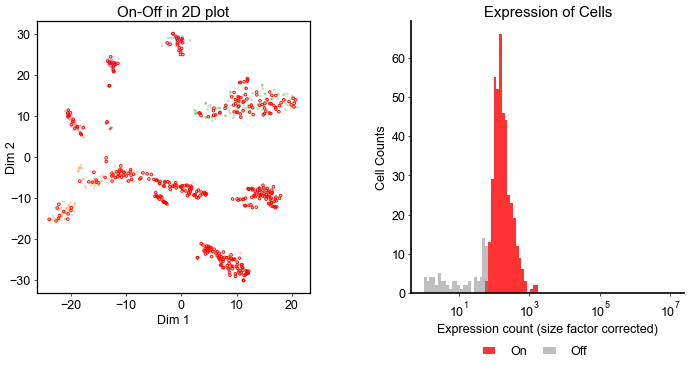 On-Off in 2D plot
30
20
10
0
−10
−20
−30
Dim 2
−20 −10 0 10 20
Dim 1
Expression of Cells
60
50
40
30
20
10
0
Cell Counts
10^1 10^3 10^5 10^7
Expression count (size factor corrected)
On Off